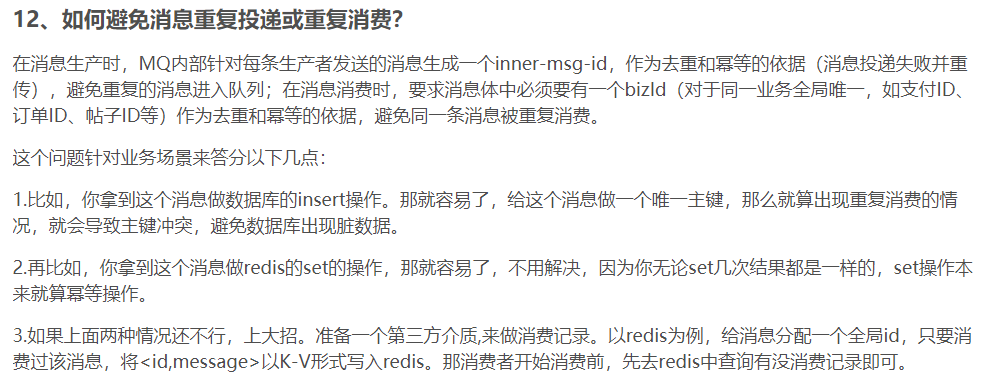 12、如何避免消息重复投递或重复消费？
在消息生产时，MQ内部针对每条生产者发送的消息生成一个inner-msg-id，作为去重和幂等的依据（消息投递失败并重
传），避免重复的消息进入队列；在消息消费时，要求消息体中必须要有一个bizId（对于同一业务全局唯一，如支付ID、
订单ID、帖子ID等）作为去重和幂等的依据，避免同一条消息被重复消费。
这个问题针对业务场景来答分以下几点：
1.比如，你拿到这个消息做数据库的insert操作。那就容易了，给这个消息做一个唯一主键，那么就算出现重复消费的情
况，就会导致主键冲突，避免数据库出现脏数据。
2.再比如，你拿到这个消息做redis的set的操作，那就容易了，不用解决，因为你无论set几次结果都是一样的，set操作本
来就算幂等操作。
3.如果上面两种情况还不行，上大招。准备一个第三方介质,来做消费记录。以redis为例，给消息分配一个全局id，只要消
费过该消息，将<id,message>以K-V形式写入redis。那消费者开始消费前，先去redis中查询有没消费记录即可。